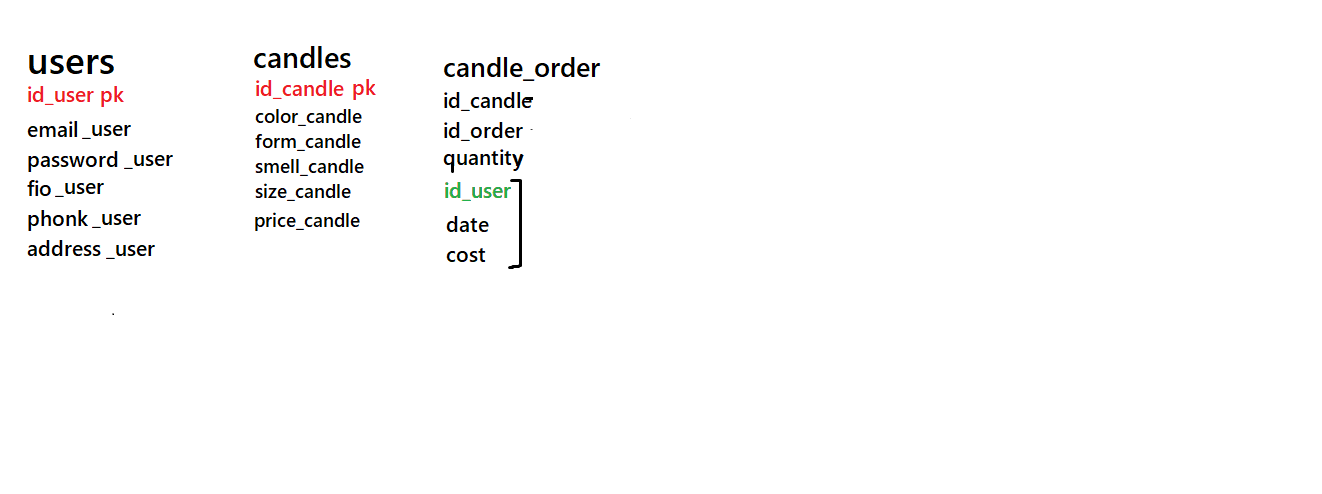 users
id_user pk
email _user
password _user
fio _user
phonk _user
address _user
candles
id_candle pk
color_candle
form_candle
smell_candle
size_candle
price_candle
candle_order
id_candle
id_order
quantity
id_user
date
cost